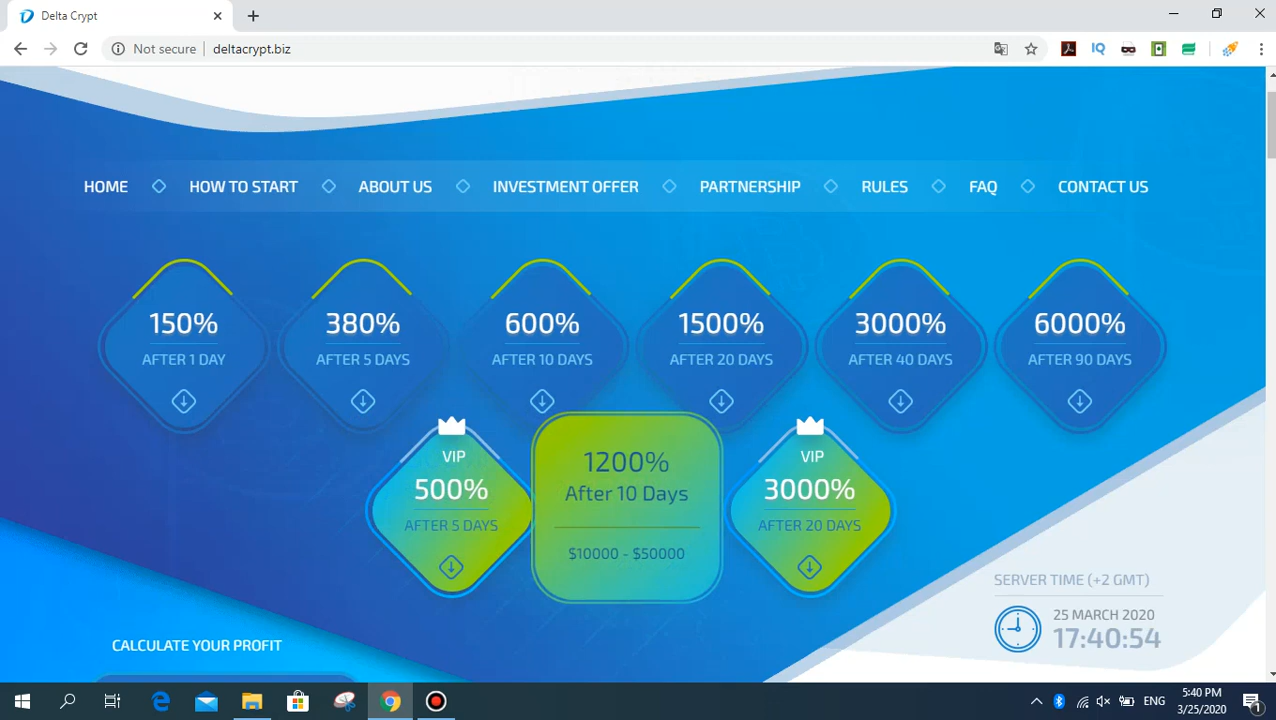 Delta Crypt
Not secure
deltacrypt.biz
IQ
HOME HOW TO START ABOUT US INVESTMENT OFFER PARTNERSHIP RULES FAQ CONTACT US
150%
AFTER 1 DAY
380%
AFTER 5 DAYS
600%
AFTER 10 DAYS
1500%
AFTER 20 DAYS
3000%
AFTER 40 DAYS
6000%
AFTER 90 DAYS
VIP
500%
AFTER 5 DAYS
1200%
After 10 Days
$10000 - $50000
VIP
3000%
AFTER 20 DAYS
SERVER TIME (+2 GMT)
25 MARCH 2020
17:40:54
CALCULATE YOUR PROFIT
ENG
5:40 PM
3/25/2020
1